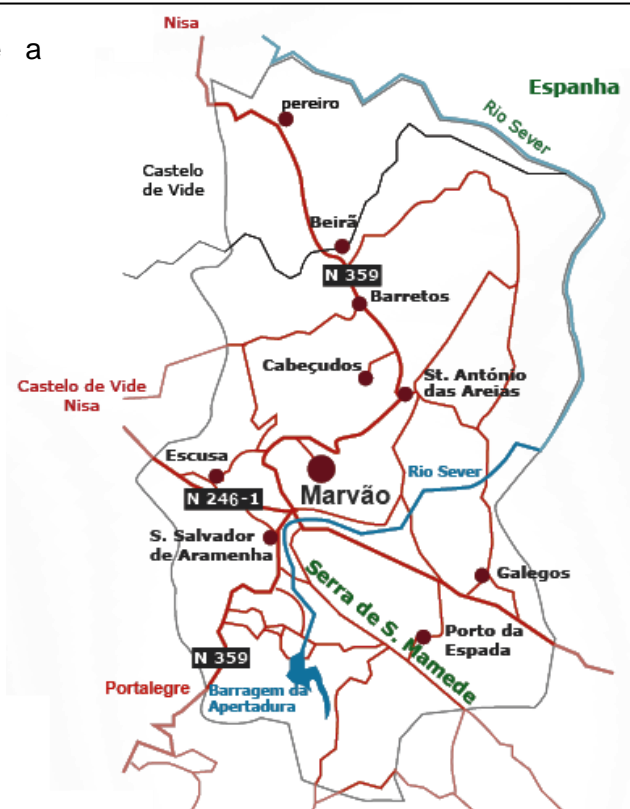 a
Nisa
Espanha
Rio Sever
pereiro
Castelo
de Vide
Beirã
N 359
Barretos
Cabeçudos
St. António
das Areias
Castelo de Vide
Nisa
Escusa
Rio Sever
N 246-1
Marvão
S. Salvador
de Aramenha
Serra de S. Mamede
Galegos
Porto da
Espada
N 359
Portalegre
Barragem da
Apertadura